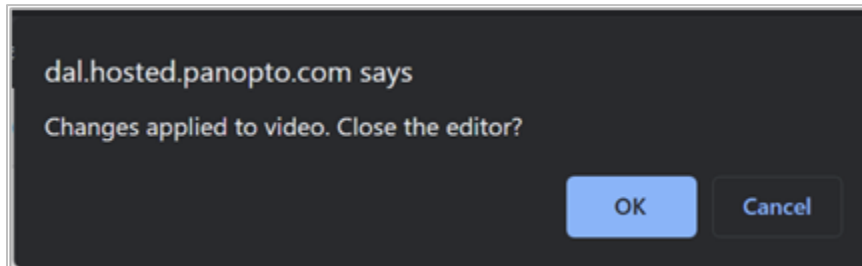 dal.hosted.panopto.com says
Changes applied to video. Close the editor?
OK
Cancel